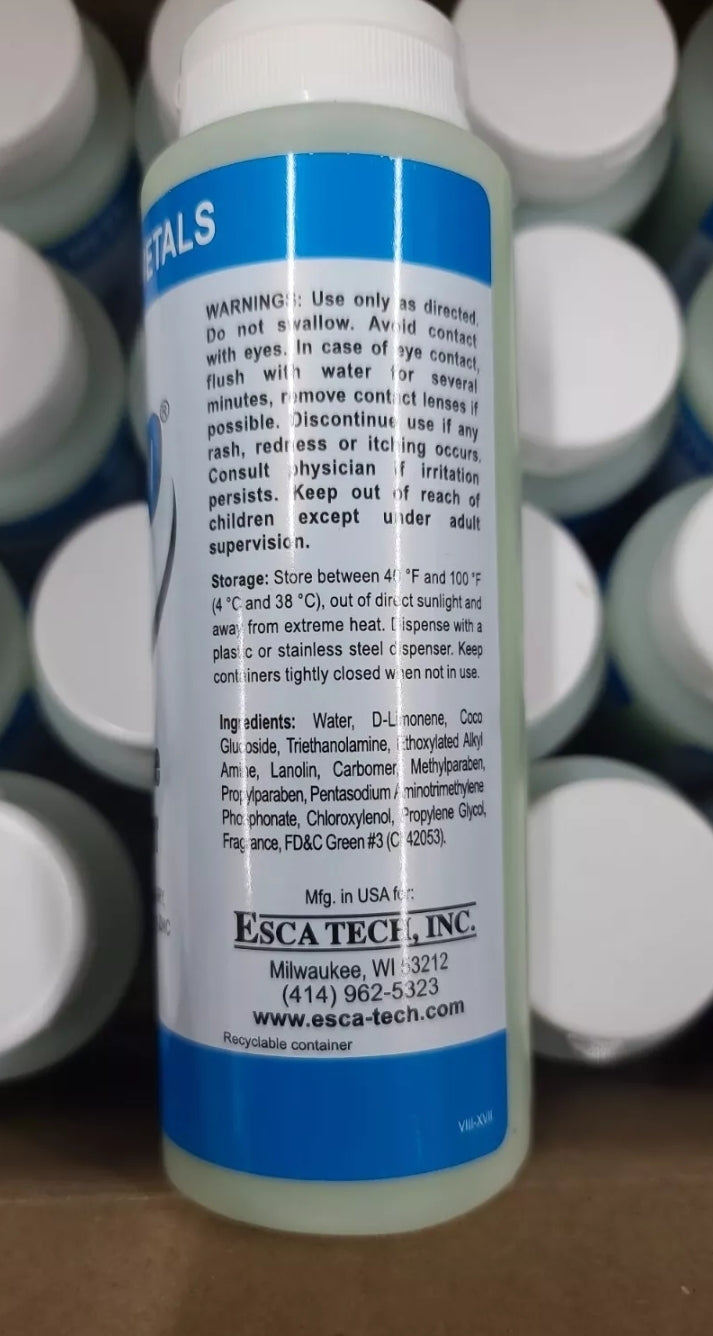 ETALS
®
WARNINGS: Use only as directed.
Do not swallow. Avoid contact
with eyes. In case of eye contact,
flush with water for several
minutes, remove contact lenses if
possible. Discontinue use if any
rash, redness or itching occurs.
Consult physician if irritation
persists. Keep out of reach of
children except under adult
supervision.
Storage: Store between 40 °F and 100 °F
(4 °C and 38 °C), out of direct sunlight and
away from extreme heat. Dispense with a
plastic or stainless steel dispenser. Keep
containers tightly closed when not in use.
Ingredients: Water, D-Limonene, Coco
Glucoside, Triethanolamine, Ethoxylated Alkyl
Amine, Lanolin, Carbomer, Methylparaben,
Propylparaben, Pentasodium Aminotrimethylene
Phosphonate, Chloroxylenol, Propylene Glycol,
Fragrance, FD&C Green #3 (CI 42053).
Mfg. in USA for:
ESCA TECH, INC.
Milwaukee, WI 53212
(414) 962-5323
www.esca-tech.com
Recyclable container
VIII-XVII